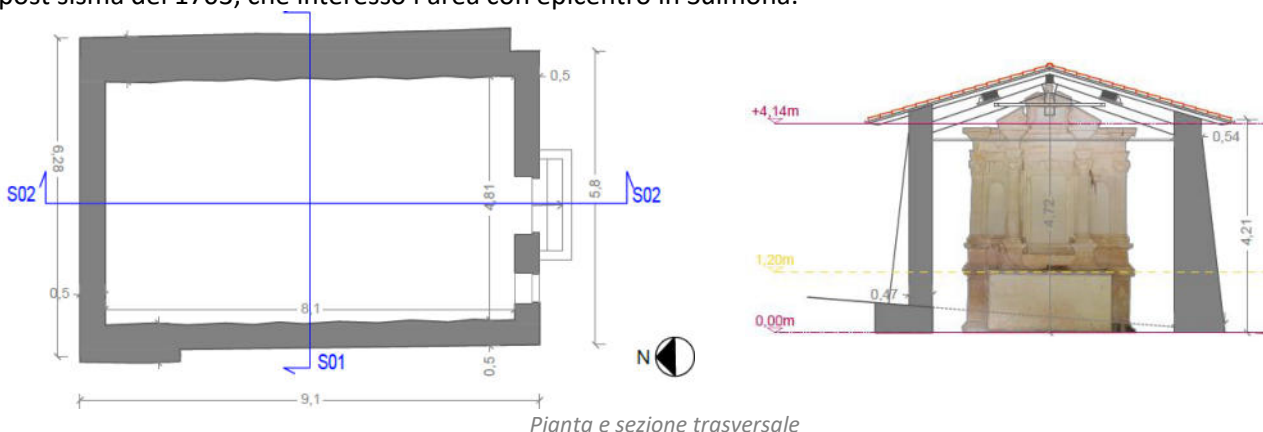 post sisma del 1703, che interessò l'area con epicentro in Sulmona.
0,5
6,28
S02
4,81
5,8
S02
0,5
8,1
S01
0,5
N
9,1
+4,14m
0,54
4,72
4,21
1,20m
0,47
0,00m
Pianta e sezione trasversale